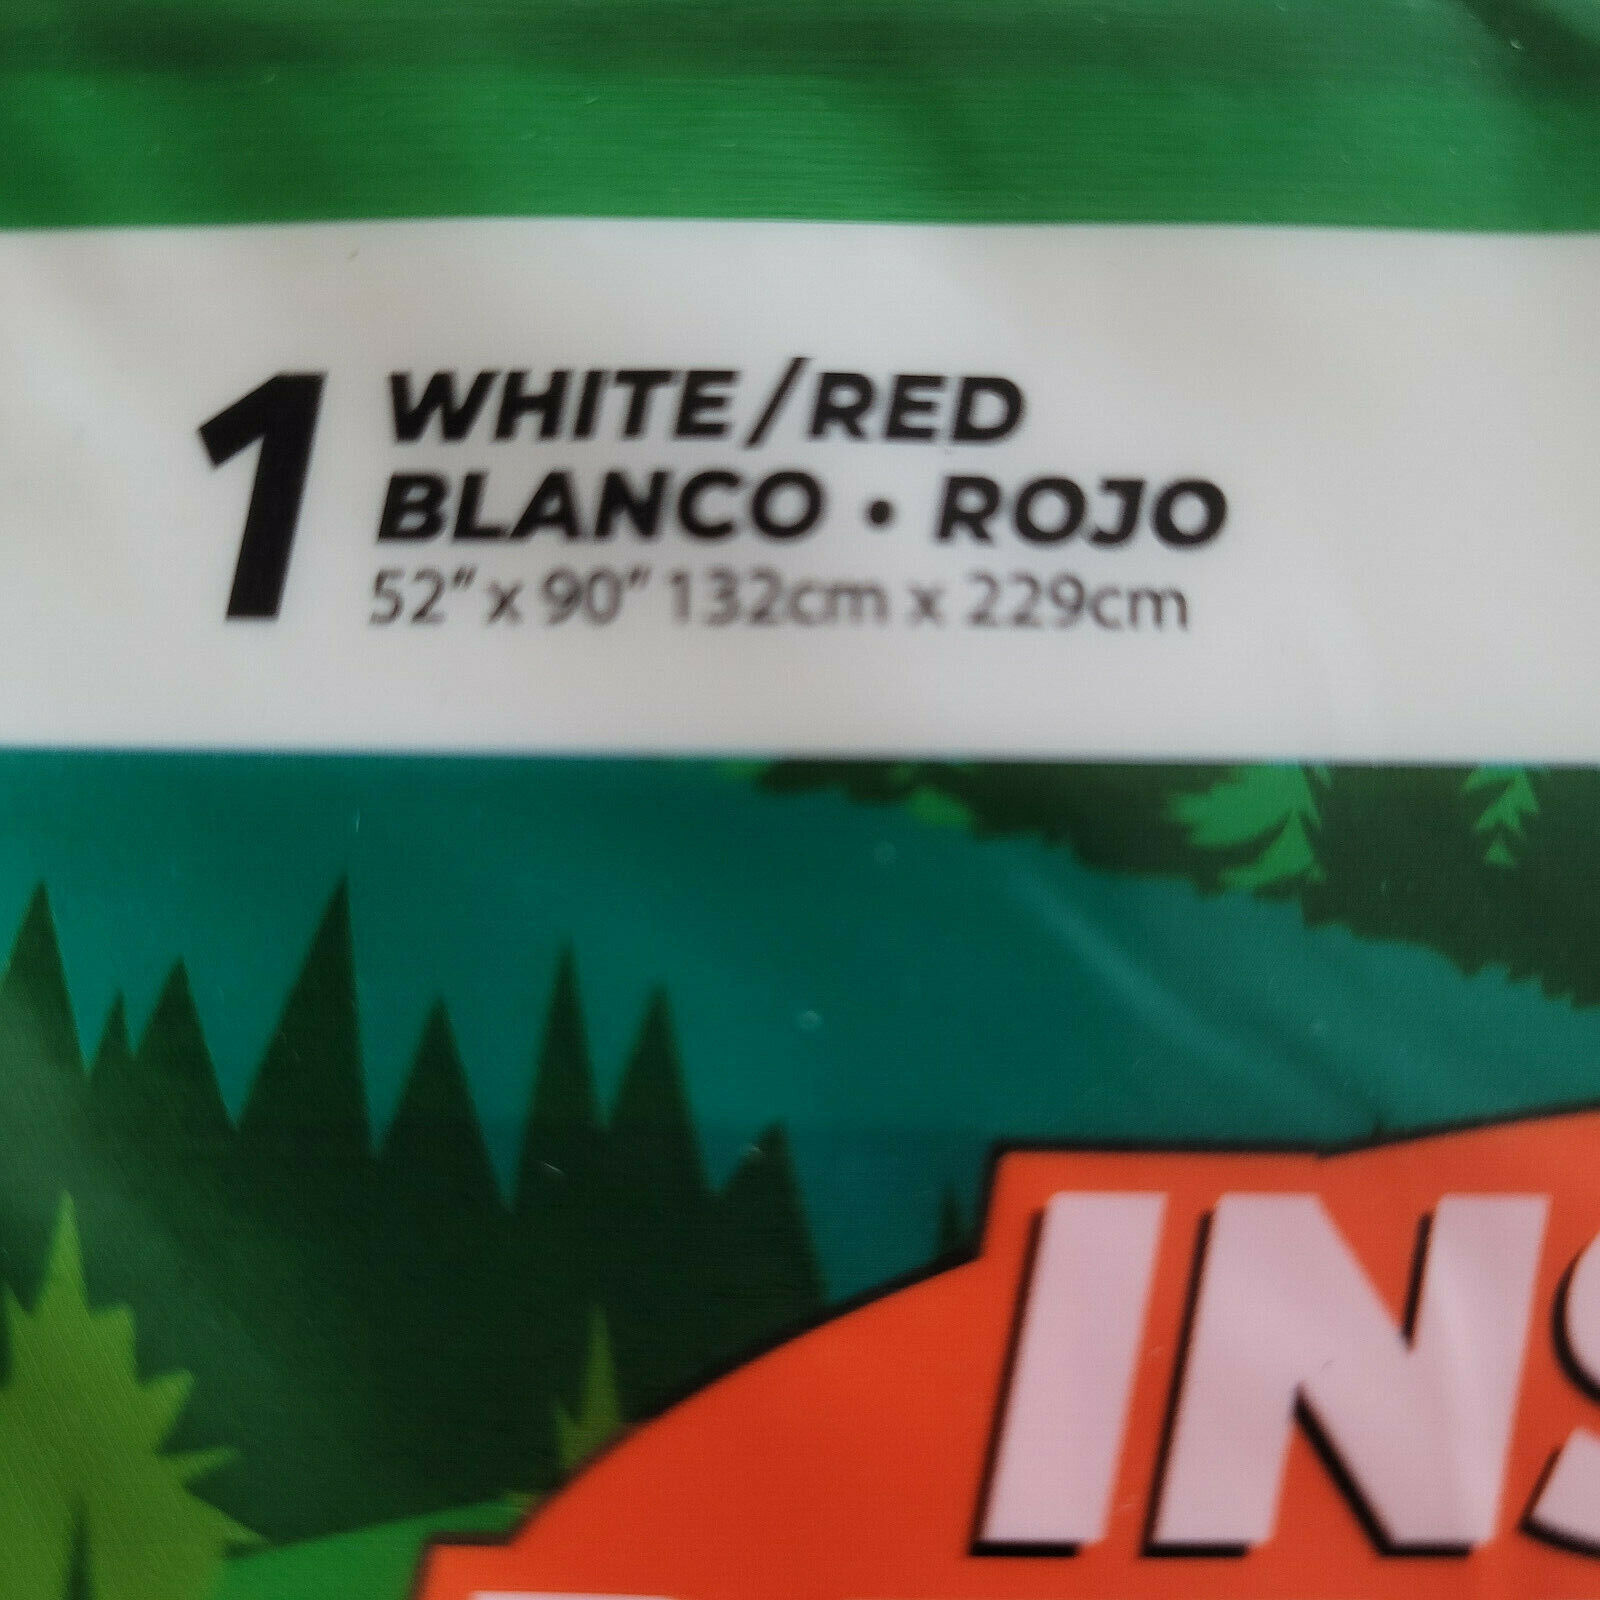 1 WHITE/RED
BLANCO • ROJO
52" x 90" 132cm x 229cm